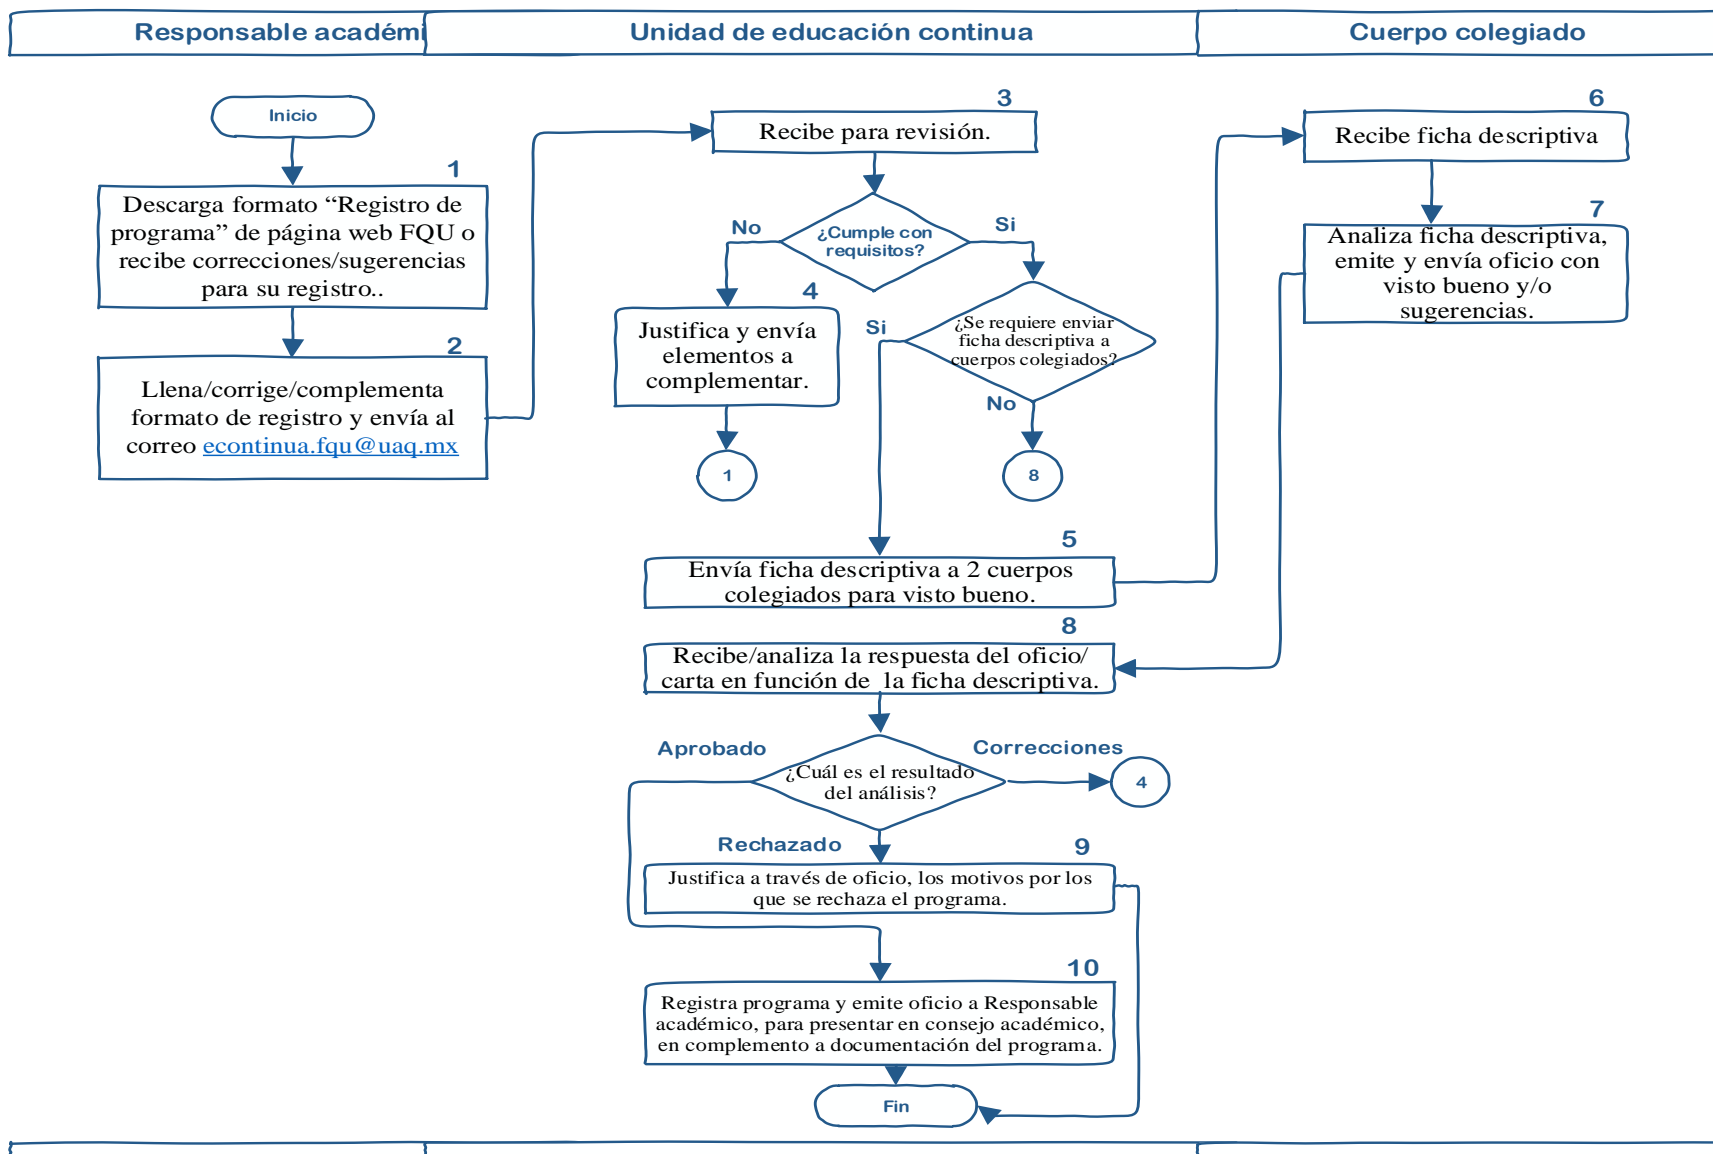 Responsable académi
Unidad de educación continua
Cuerpo colegiado
Inicio
1
Descarga formato “Registro de
programa” de página web FQU o
recibe correcciones/sugerencias
para su registro..
2
Llena/corrige/complementa
formato de registro y envía al
correo econtinua.fqu@uaq.mx
3
Recibe para revisión.
¿Cumple con
requisitos?
No
Si
4
Justifica y envía
elementos a
complementar.
1
¿Se requiere enviar
ficha descriptiva a
cuerpos colegiados?
Si
No
8
5
Envía ficha descriptiva a 2 cuerpos
colegiados para visto bueno.
6
Recibe ficha descriptiva
7
Analiza ficha descriptiva,
emite y envía oficio con
visto bueno y/o
sugerencias.
8
Recibe/analiza la respuesta del oficio/
carta en función de  la ficha descriptiva.
Aprobado
Correcciones
¿Cuál es el resultado
del análisis?
4
Rechazado
9
Justifica a través de oficio, los motivos por los
que se rechaza el programa.
10
Registra programa y emite oficio a Responsable
académico, para presentar en consejo académico,
en complemento a documentación del programa.
Fin